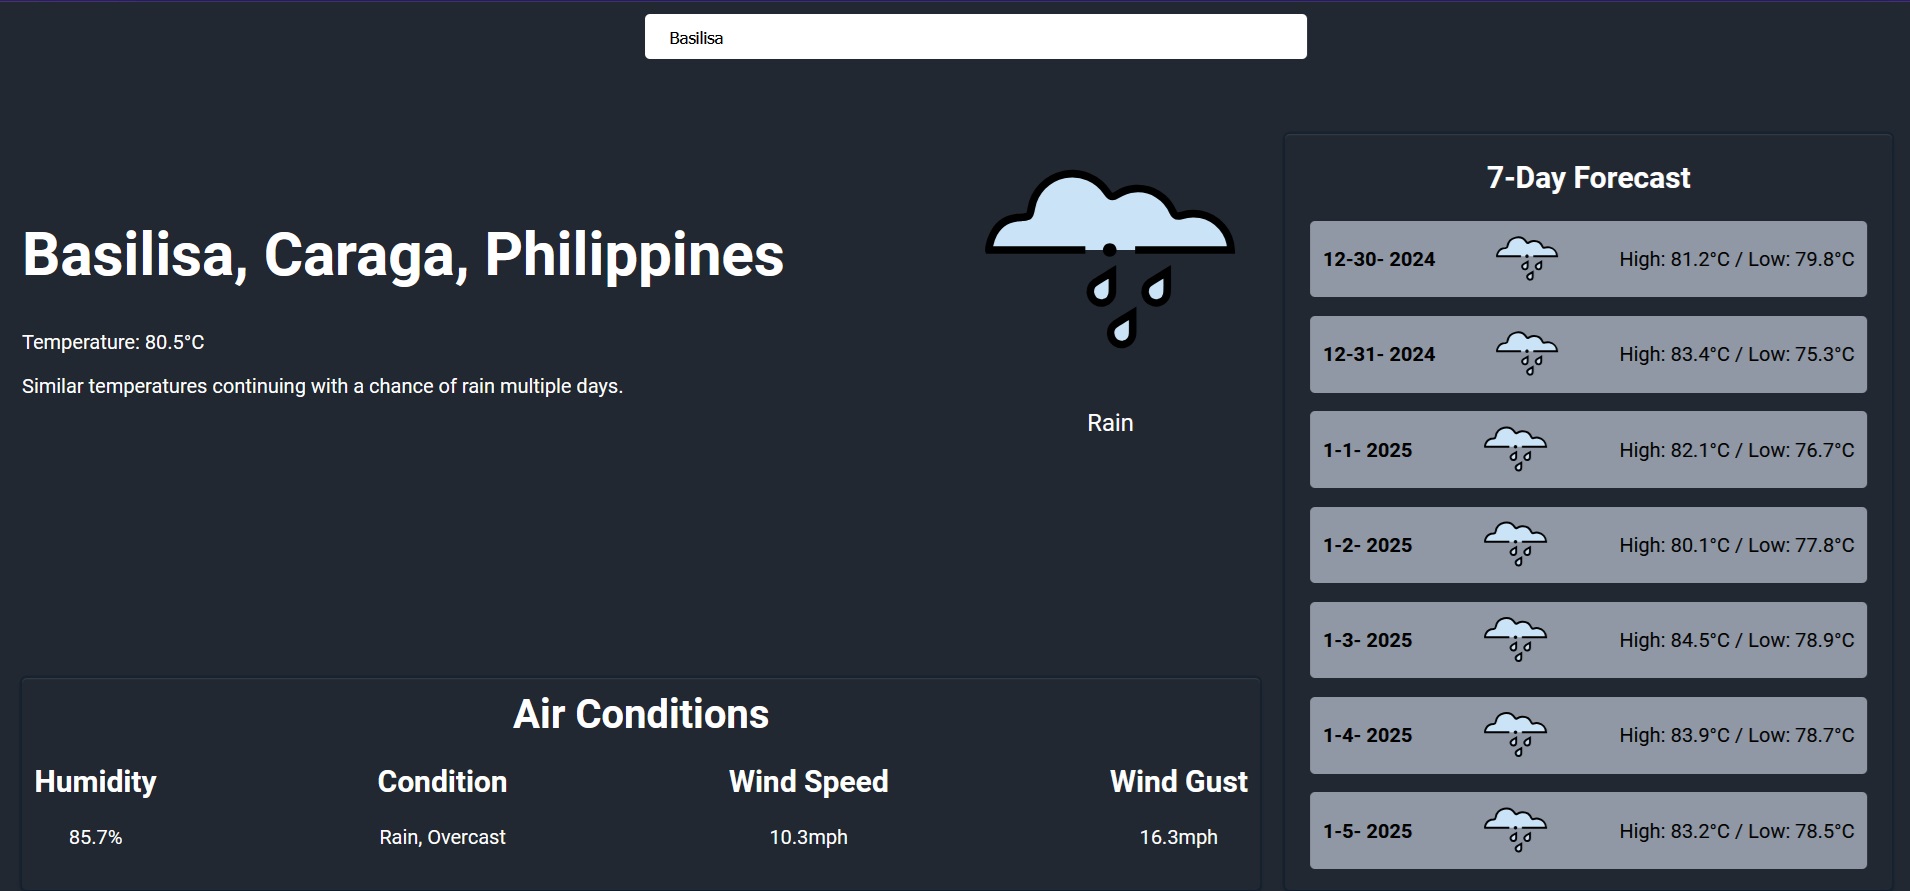 Basilisa
Basilisa, Caraga, Philippines
Temperature: 80.5°C
Similar temperatures continuing with a chance of rain multiple days.
Rain
Air Conditions
Humidity
85.7%
Condition
Rain, Overcast
Wind Speed
10.3mph
Wind Gust
16.3mph
7-Day Forecast
12-30- 2024 High: 81.2°C / Low: 79.8°C
12-31- 2024 High: 83.4°C / Low: 75.3°C
1-1- 2025 High: 82.1°C / Low: 76.7°C
1-2- 2025 High: 80.1°C / Low: 77.8°C
1-3- 2025 High: 84.5°C / Low: 78.9°C
1-4- 2025 High: 83.9°C / Low: 78.7°C
1-5- 2025 High: 83.2°C / Low: 78.5°C